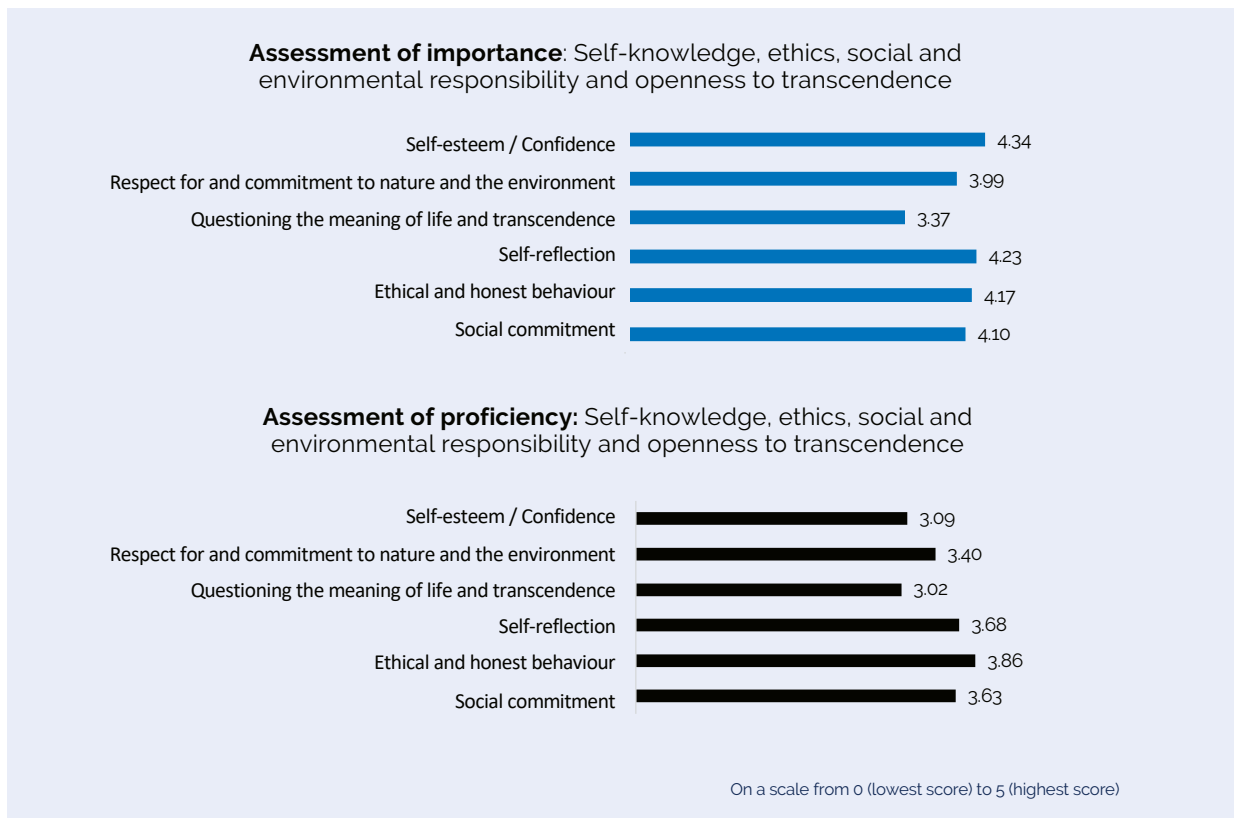 Assessment of importance: Self-knowledge, ethics, social and
environmental responsibility and openness to transcendence
Self-esteem / Confidence 4.34
Respect for and commitment to nature and the environment 3.99
Questioning the meaning of life and transcendence 3.37
Self-reflection 4.23
Ethical and honest behaviour 4.17
Social commitment 4.10
Assessment of proficiency: Self-knowledge, ethics, social and
environmental responsibility and openness to transcendence
Self-esteem / Confidence 3.09
Respect for and commitment to nature and the environment 3.40
Questioning the meaning of life and transcendence 3.02
Self-reflection 3.68
Ethical and honest behaviour 3.86
Social commitment 3.63
On a scale from 0 (lowest score) to 5 (highest score)